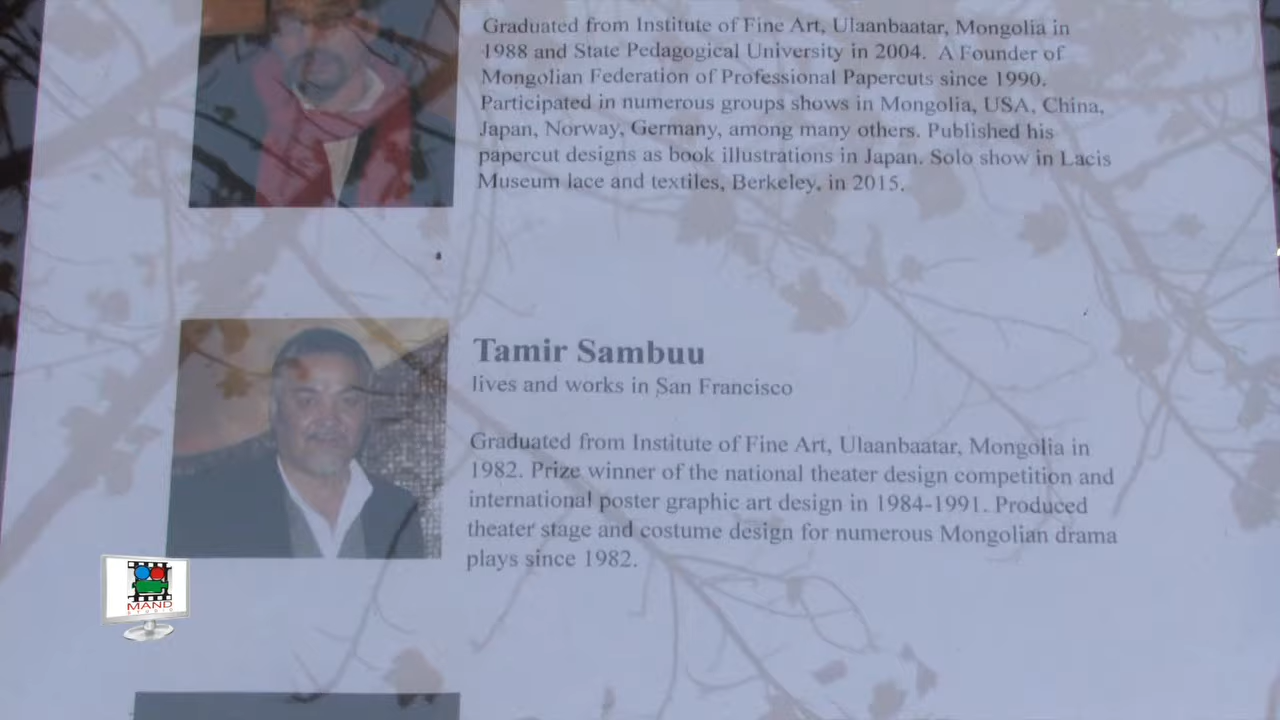 Graduated from Institute of Fine Art, Ulaanbaatar, Mongolia in
1988 and State Pedagogical University in 2004. A Founder of
Mongolian Federation of Professional Papercuts since 1990.
Participated in numerous groups shows in Mongolia, USA, China,
Japan, Norway, Germany, among many others. Published his
papercut designs as book illustrations in Japan. Solo show in Lacis
Museum lace and textiles, Berkeley, in 2015.
Tamir Sambuu
lives and works in San Francisco
Graduated from Institute of Fine Art, Ulaanbaatar, Mongolia in
1982. Prize winner of the national theater design competition and
international poster graphic art design in 1984-1991. Produced
theater stage and costume design for numerous Mongolian drama
plays since 1982.
MAND
STUDIO